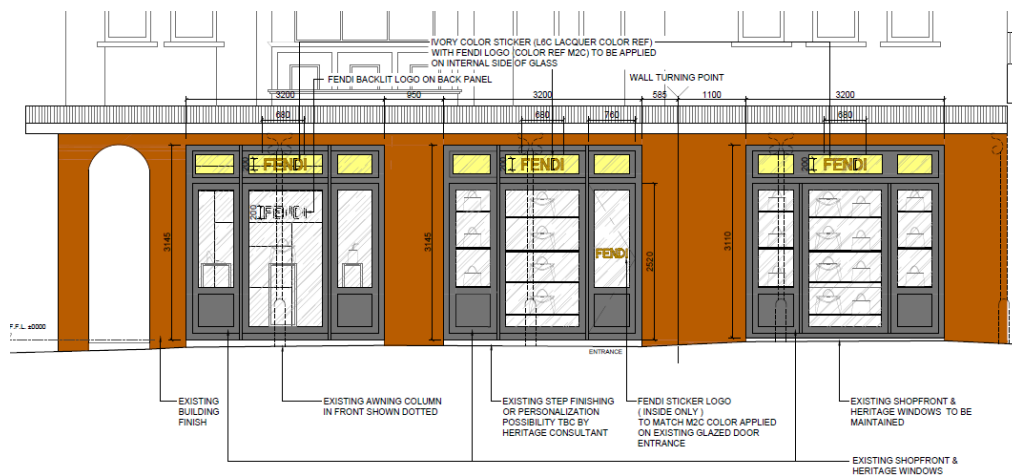 IVORY COLOR STICKER (L6C LACQUER COLOR REF)
WITH FENDI LOGO (COLOR REF M2C) TO BE APPLIED
ON INTERNAL SIDE OF GLASS
FENDI BACKLIT LOGO ON BACK PANEL
WALL TURNING POINT
3200
950
3200
585
1100
3200
680
680
760
680
200
FENDI
200
FENDI
200
FENDI
200
FENDI
FENDI
3145
3145
2520
3110
F.F.L. ±0000
ENTRANCE
EXISTING
BUILDING
FINISH
EXISTING AWNING COLUMN
IN FRONT SHOWN DOTTED
EXISTING STEP FINISHING
OR PERSONALIZATION
POSSIBILITY TBC BY
HERITAGE CONSULTANT
FENDI STICKER LOGO
( INSIDE ONLY )
TO MATCH M2C COLOR APPLIED
ON EXISTING GLAZED DOOR
ENTRANCE
EXISTING SHOPFRONT &
HERITAGE WINDOWS TO BE
MAINTAINED
EXISTING SHOPFRONT &
HERITAGE WINDOWS